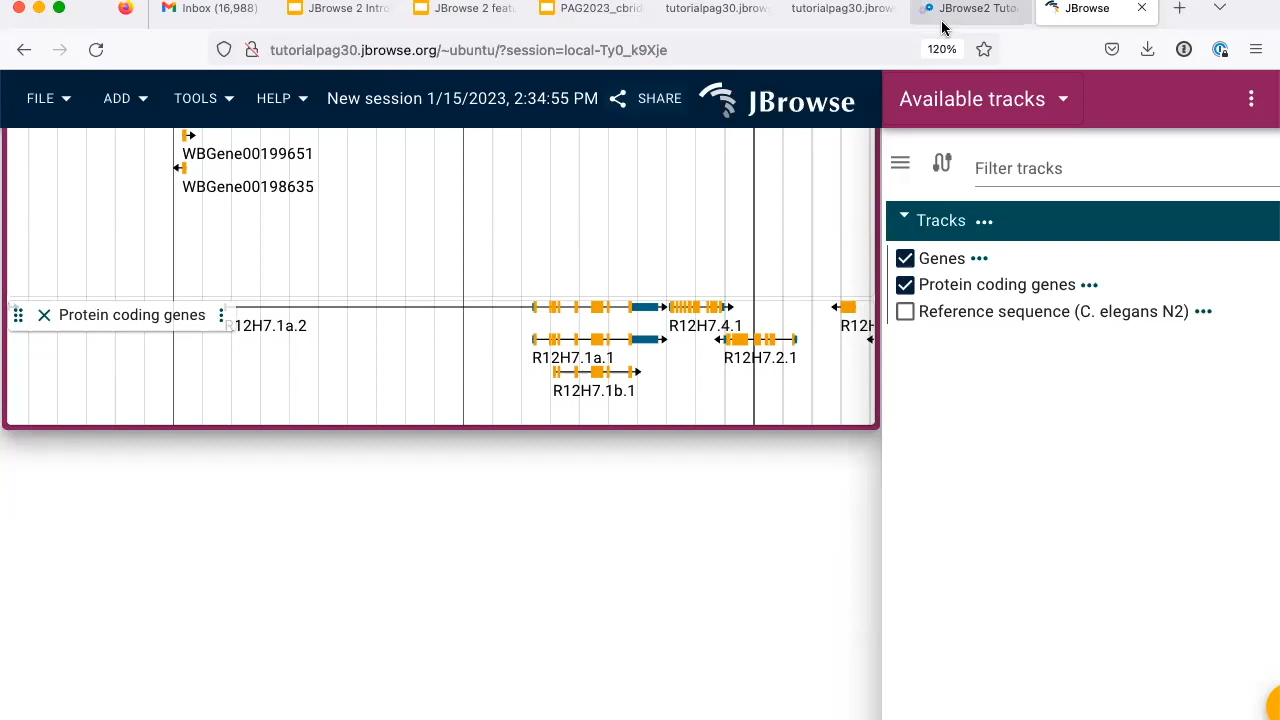 Inbox (16,988)
JBrowse 2 Intro
JBrowse 2 feat
PAG2023_cbrid
tutorialpag30.jbrows
tutorialpag30.jbrows
JBrowse2 Tuto
JBrowse
tutorialpag30.jbrowse.org/~ubuntu/?session=local-Ty0_k9Xje
120%
FILE
ADD
TOOLS
HELP
New session 1/15/2023, 2:34:55 PM
SHARE
JBrowse
Available tracks
WBGene00199651
WBGene00198635
Filter tracks
Tracks
Genes
Protein coding genes
Reference sequence (C. elegans N2)
Protein coding genes
R12H7.1a.2
R12H7.4.1
R12H
R12H7.1a.1
R12H7.2.1
R12H7.1b.1